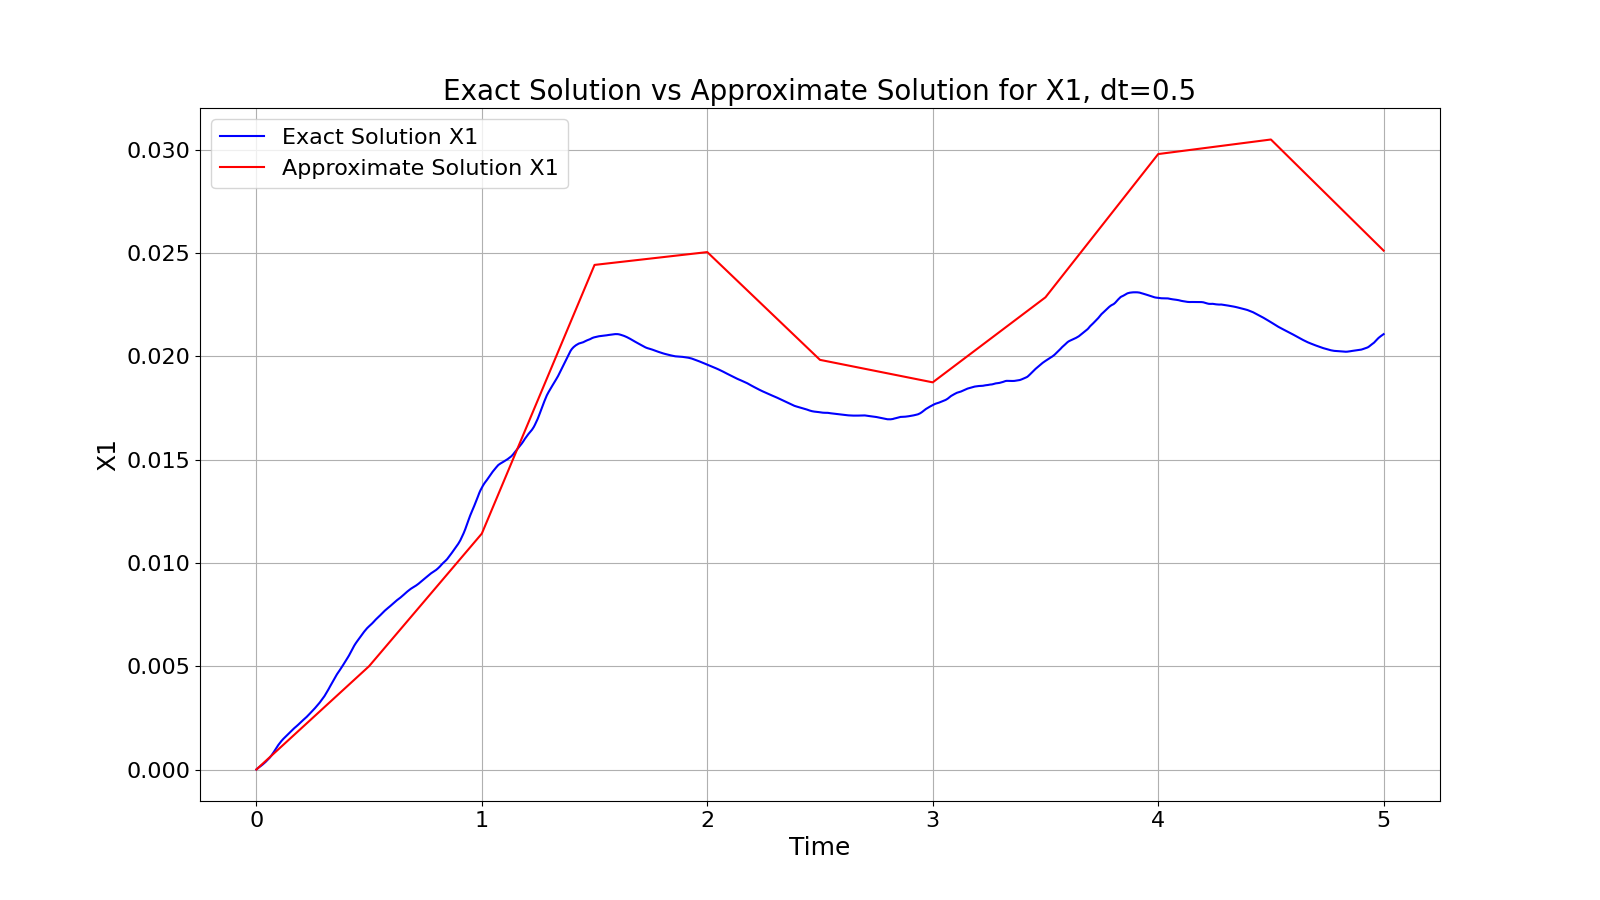 Exact Solution vs Approximate Solution for X1, dt=0.5
Exact Solution X1
Approximate Solution X1
0.030
0.025
0.020
0.015
0.010
0.005
0.000
X1
0 1 2 3 4 5
Time